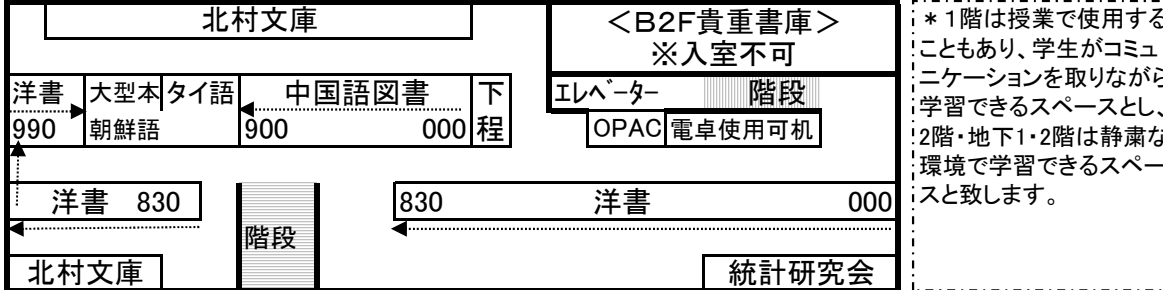 北村文庫
<B2F貴重書庫>
※入室不可
洋書 大型本 タイ語 中国語図書 下
990 朝鮮語 900 000 程
エレベーター 階段
OPAC 電卓使用可机
洋書 830
830 洋書 000
階段
北村文庫
統計研究会
*1階は授業で使用する
こともあり、学生がコミュ
ニケーションを取りながら
学習できるスペースとし、
2階・地下1・2階は静粛な
環境で学習できるスペー
スと致します。